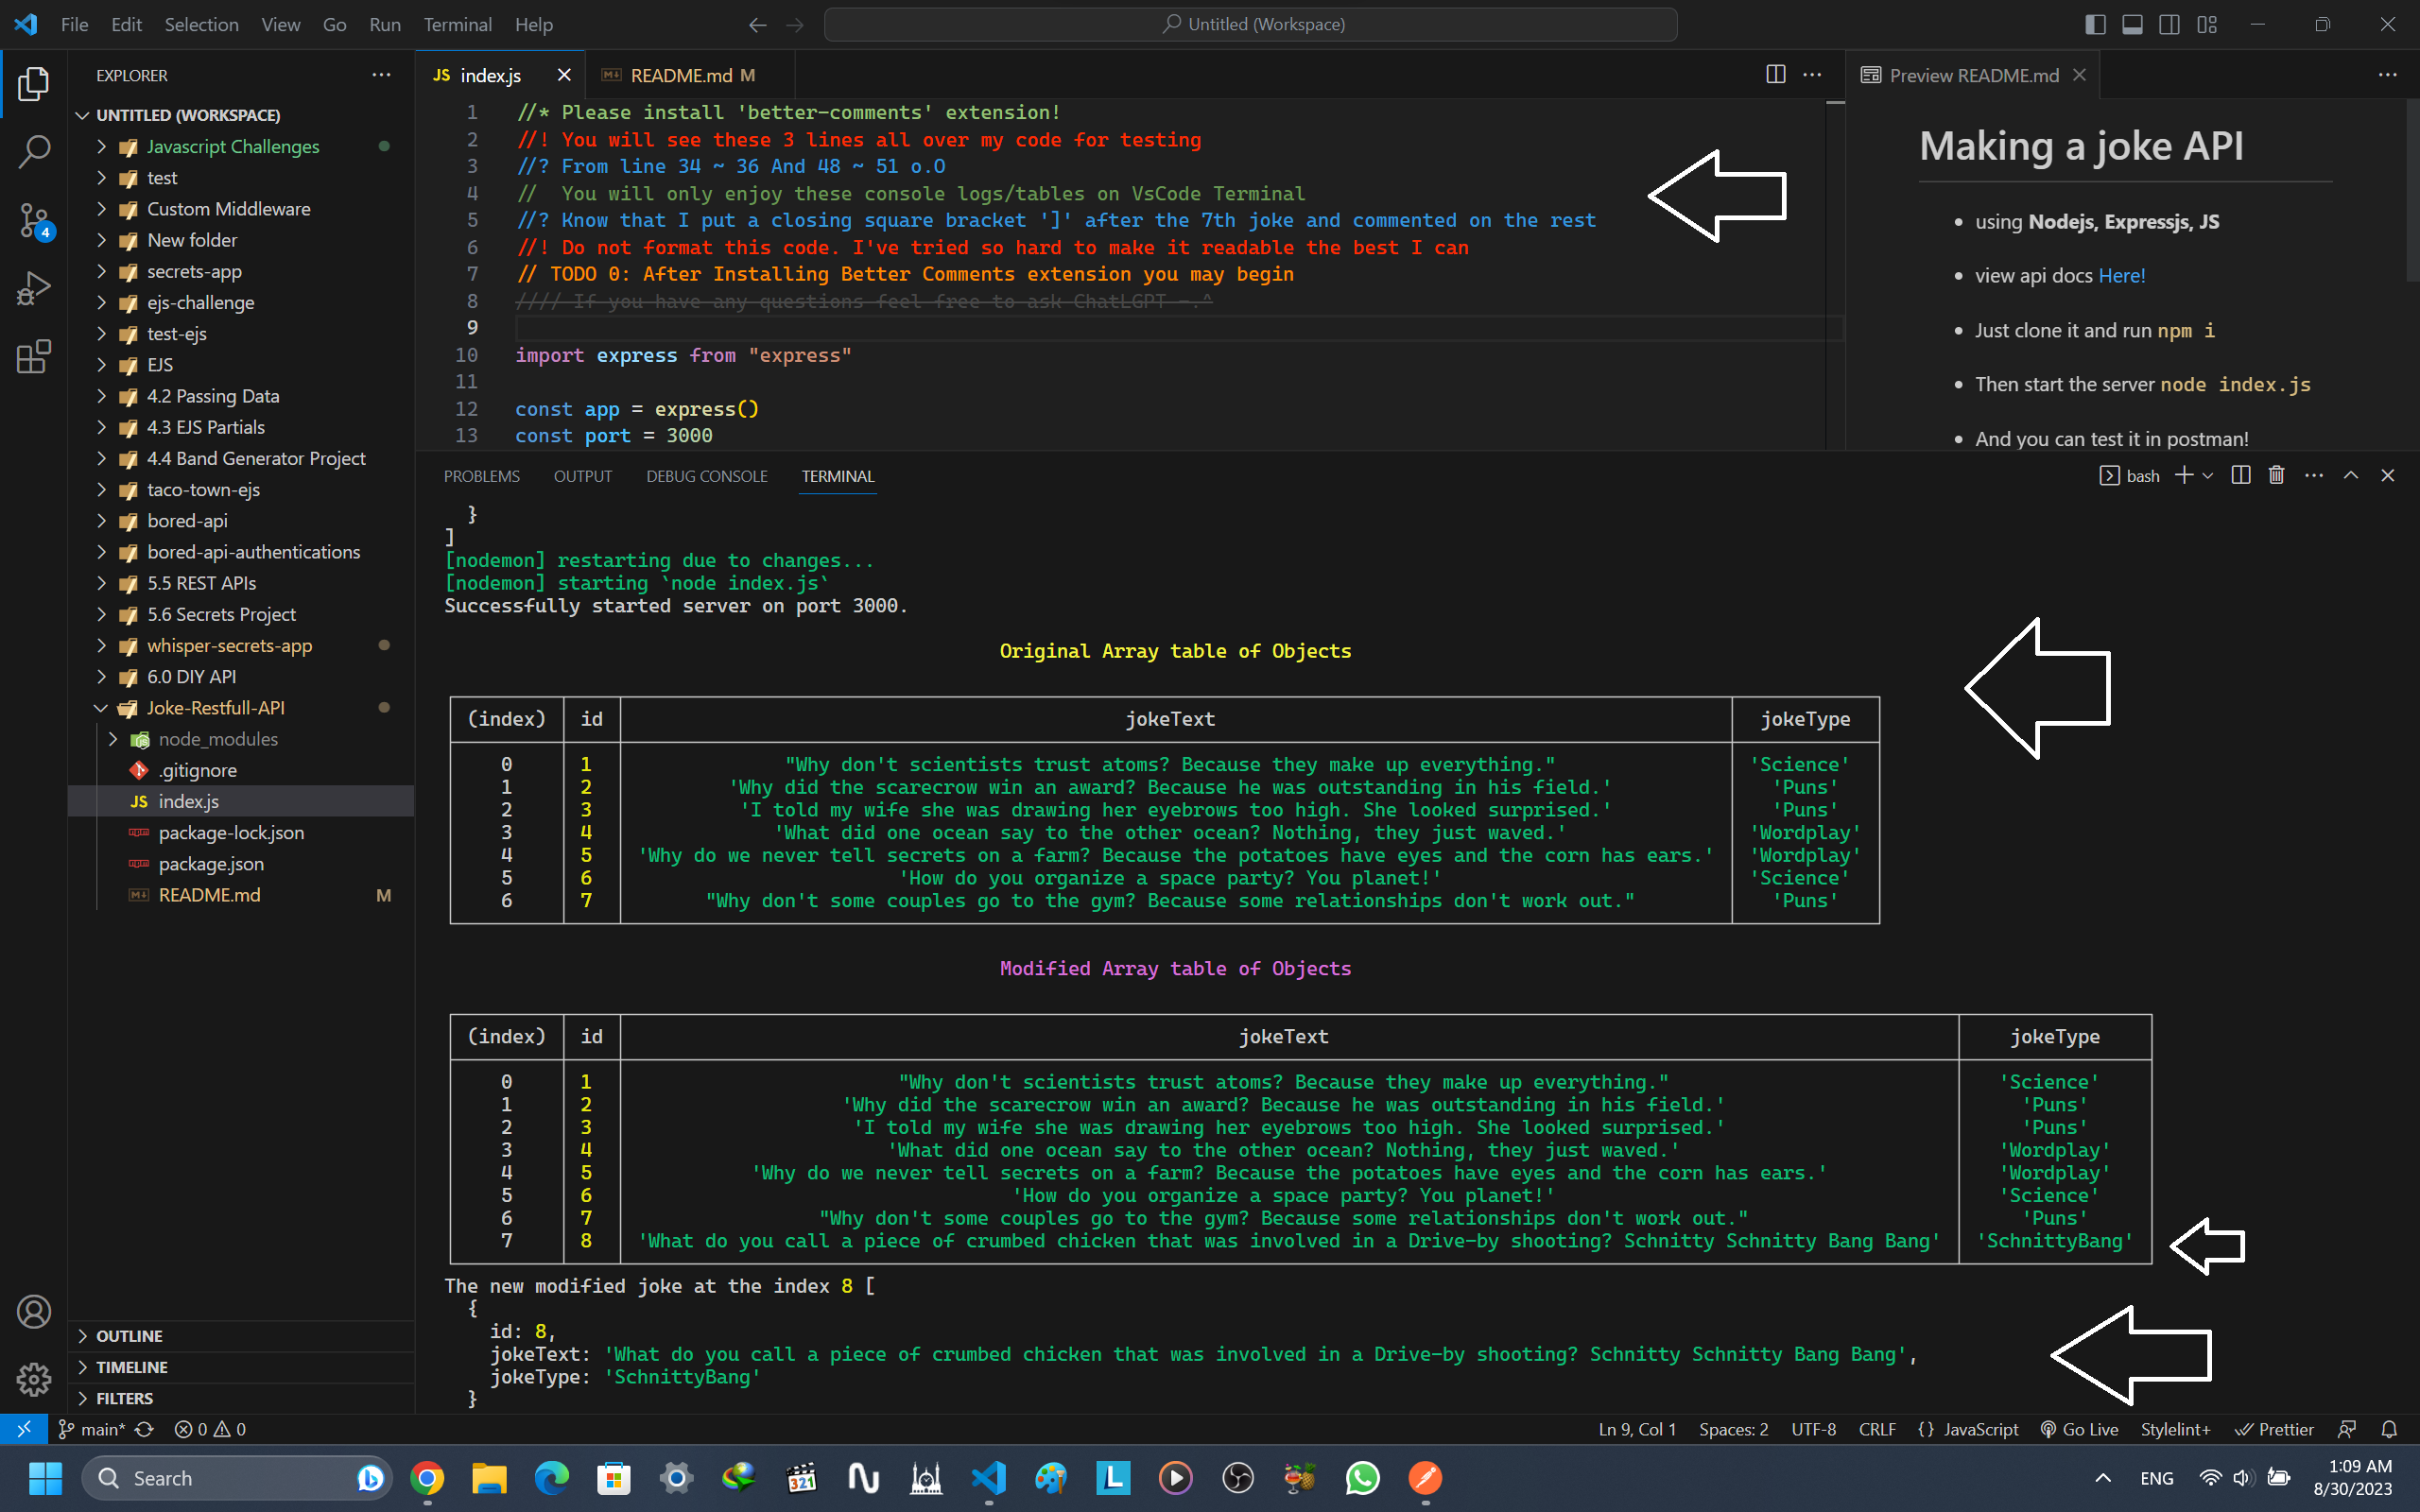 File Edit Selection View Go Run Terminal Help
Untitled (Workspace)
EXPLORER
UNTITLED (WORKSPACE)
Javascript Challenges
test
Custom Middleware
New folder
secrets-app
ejs-challenge
test-ejs
EJS
4.2 Passing Data
4.3 EJS Partials
4.4 Band Generator Project
taco-town-ejs
bored-api
bored-api-authentications
5.5 REST APIs
5.6 Secrets Project
whisper-secrets-app
6.0 DIY API
Joke-Restfull-API
node_modules
.gitignore
JS index.js
package-lock.json
package.json
README.md M
OUTLINE
TIMELINE
FILTERS
4
JS index.js
README.md M
1 //* Please install 'better-comments' extension!
2 //! You will see these 3 lines all over my code for testing
3 //? From line 34 ~ 36 And 48 ~ 51 o.O
4 //  You will only enjoy these console logs/tables on VsCode Terminal
5 //? Know that I put a closing square bracket ']' after the 7th joke and commented on the rest
6 //! Do not format this code. I've tried so hard to make it readable the best I can
7 // TODO 0: After Installing Better Comments extension you may begin
8 //// If you have any questions feel free to ask ChatLGPT -.^
9
10 import express from "express"
11
12 const app = express()
13 const port = 3000
Preview README.md
Making a joke API
• using Nodejs, Expressjs, JS
• view api docs Here!
• Just clone it and run npm i
• Then start the server node index.js
• And you can test it in postman!
PROBLEMS OUTPUT DEBUG CONSOLE TERMINAL
bash
}
]
[nodemon] restarting due to changes...
[nodemon] starting `node index.js`
Successfully started server on port 3000.
Original Array table of Objects
(index) id jokeText jokeType
0 1 "Why don't scientists trust atoms? Because they make up everything." 'Science'
1 2 'Why did the scarecrow win an award? Because he was outstanding in his field.' 'Puns'
2 3 'I told my wife she was drawing her eyebrows too high. She looked surprised.' 'Puns'
3 4 'What did one ocean say to the other ocean? Nothing, they just waved.' 'Wordplay'
4 5 'Why do we never tell secrets on a farm? Because the potatoes have eyes and the corn has ears.' 'Wordplay'
5 6 'How do you organize a space party? You planet!' 'Science'
6 7 "Why don't some couples go to the gym? Because some relationships don't work out." 'Puns'
Modified Array table of Objects
(index) id jokeText jokeType
0 1 "Why don't scientists trust atoms? Because they make up everything." 'Science'
1 2 'Why did the scarecrow win an award? Because he was outstanding in his field.' 'Puns'
2 3 'I told my wife she was drawing her eyebrows too high. She looked surprised.' 'Puns'
3 4 'What did one ocean say to the other ocean? Nothing, they just waved.' 'Wordplay'
4 5 'Why do we never tell secrets on a farm? Because the potatoes have eyes and the corn has ears.' 'Wordplay'
5 6 'How do you organize a space party? You planet!' 'Science'
6 7 "Why don't some couples go to the gym? Because some relationships don't work out." 'Puns'
7 8 'What do you call a piece of crumbed chicken that was involved in a Drive-by shooting? Schnitty Schnitty Bang Bang' 'SchnittyBang'
The new modified joke at the index 8 [
{
id: 8,
jokeText: 'What do you call a piece of crumbed chicken that was involved in a Drive-by shooting? Schnitty Schnitty Bang Bang',
jokeType: 'SchnittyBang'
}
main* 0 0
Ln 9, Col 1 Spaces: 2 UTF-8 CRLF {} JavaScript Go Live Stylelint+ Prettier
Search
321
L
ENG
1:09 AM
8/30/2023